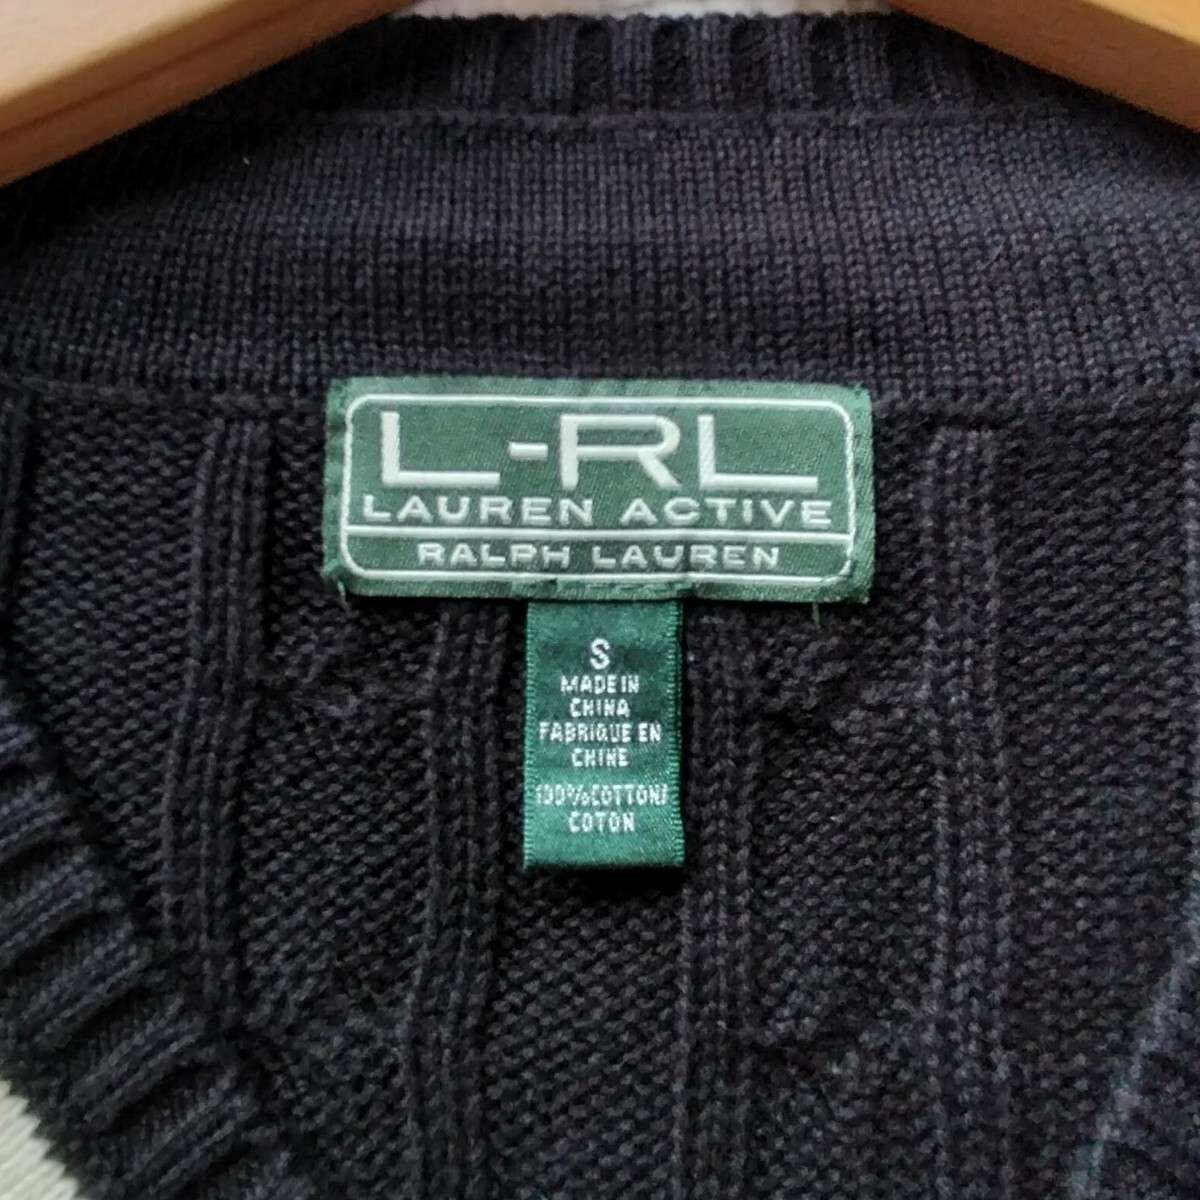 L-RL
LAUREN ACTIVE
RALPH LAUREN
S
MADE IN
CHINA
FABRIQUE EN
CHINE
100%COTTON/
COTON